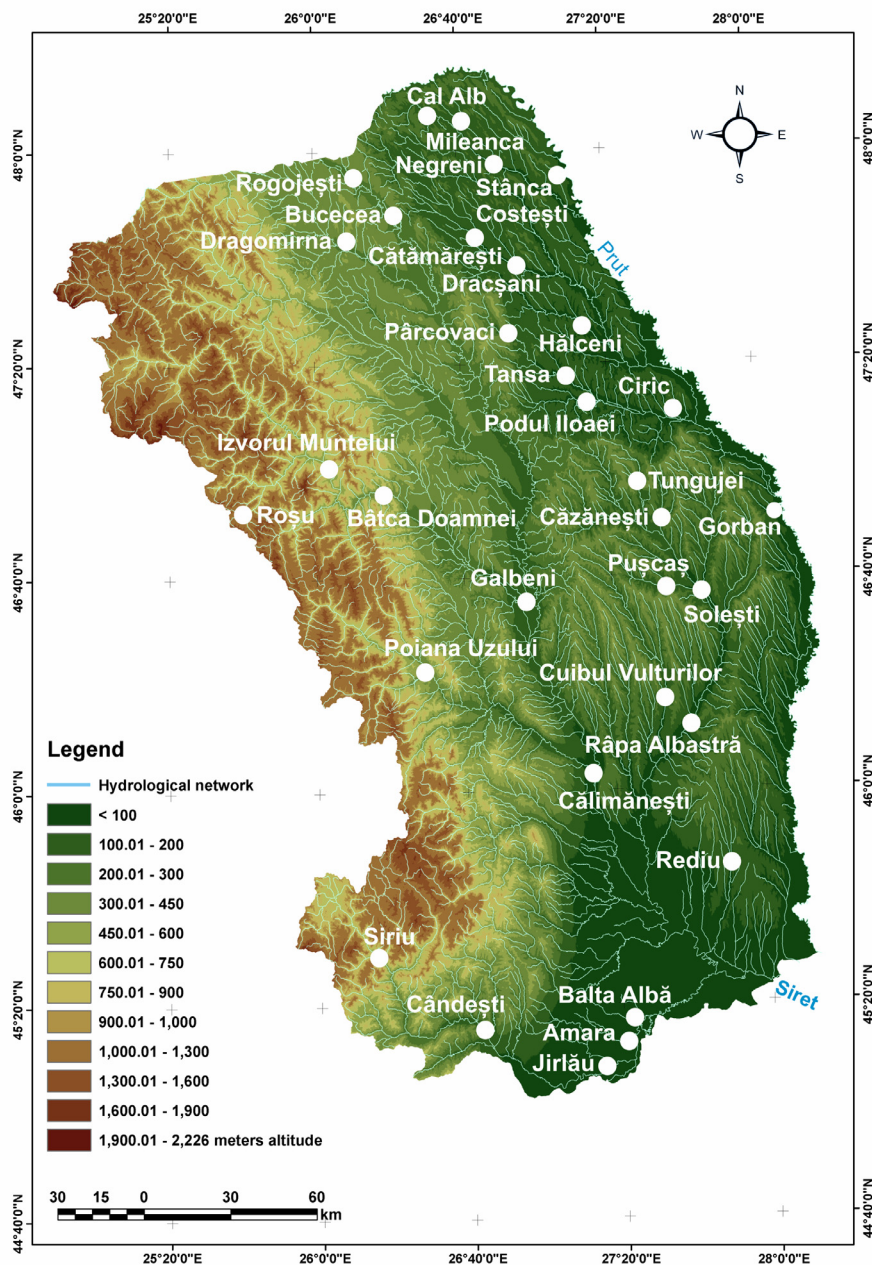 25°20'0"E 26°0'0"E 26°40'0"E 27°20'0"E 28°0'0"E
48°0'0"N
47°20'0"N
46°40'0"N
46°0'0"N
45°20'0"N
44°40'0"N
N
W E
S
Cal Alb
Mileanca
Negreni
Rogojești
Stânca
Costești
Bucecea
Dragomirna
Cătămărești
Dracșani
Prut
Pârcovaci
Hălceni
Tansa
Ciric
Podul Iloaei
Izvorul Muntelui
Tungujei
Roșu
Bâtca Doamnei
Căzănești
Gorban
Pușcaș
Galbeni
Solești
Poiana Uzului
Cuibul Vulturilor
Râpa Albastră
Călimănești
Rediu
Siriu
Siret
Balta Albă
Cândești
Amara
Jirlău
Legend
Hydrological network
< 100
100.01 - 200
200.01 - 300
300.01 - 450
450.01 - 600
600.01 - 750
750.01 - 900
900.01 - 1,000
1,000.01 - 1,300
1,300.01 - 1,600
1,600.01 - 1,900
1,900.01 - 2,226 meters altitude
30 15 0 30 60
km
48°0'0"N
47°20'0"N
46°40'0"N
46°0'0"N
45°20'0"N
44°40'0"N
25°20'0"E 26°0'0"E 26°40'0"E 27°20'0"E 28°0'0"E